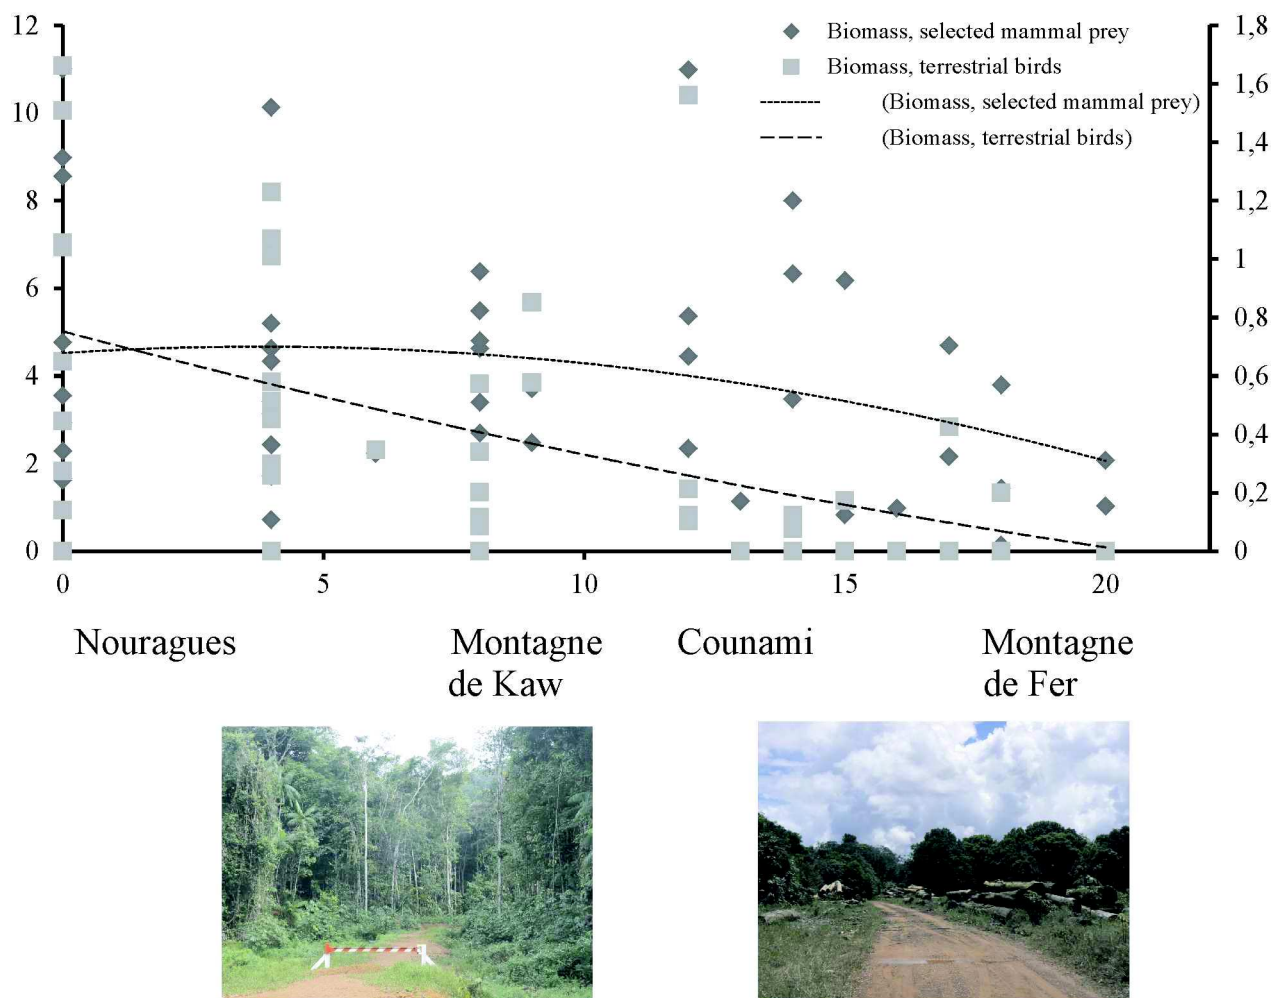 12
10
8
6
4
2
0
Biomass, selected mammal prey
Biomass, terrestrial birds
(Biomass, selected mammal prey)
(Biomass, terrestrial birds)
1,8
1,6
1,4
1,2
1
0,8
0,6
0,4
0,2
0
0 5 10 15 20
Nouragues
Montagne
de Kaw
Counami
Montagne
de Fer